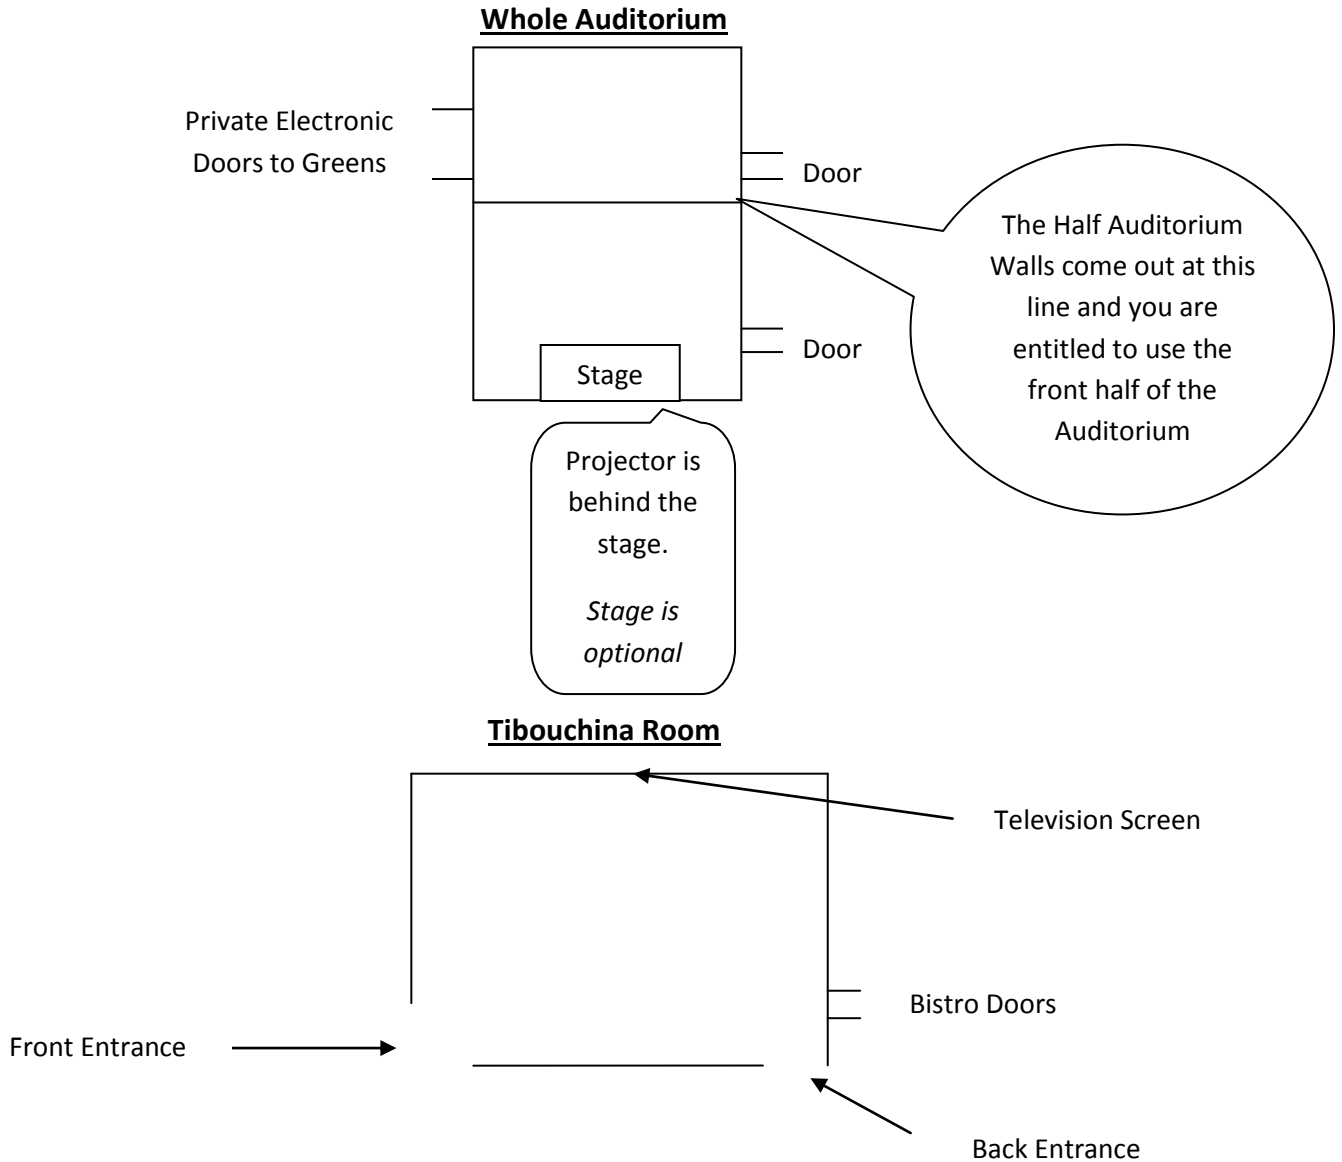 Whole Auditorium
Private Electronic
Doors to Greens
Door
The Half Auditorium
Walls come out at this
line and you are
entitled to use the
front half of the
Auditorium
Door
Stage
Projector is
behind the
stage.
Stage is
optional
Tibouchina Room
Television Screen
Bistro Doors
Front Entrance
Back Entrance